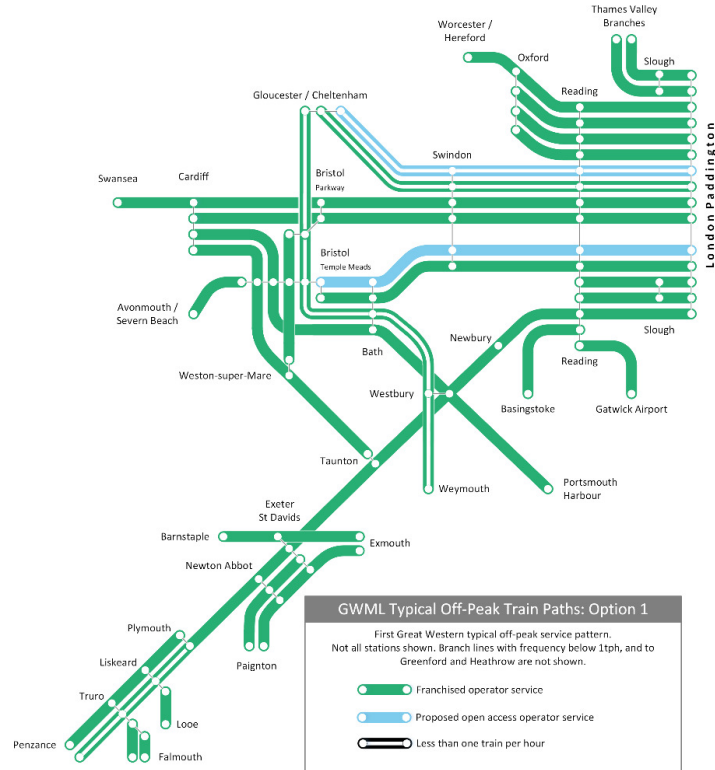 Thames Valley
Branches
Worcester /
Hereford
Oxford
Slough
Reading
Gloucester / Cheltenham
London Paddington
Swindon
Swansea
Cardiff
Bristol
Parkway
Bristol
Temple Meads
Avonmouth /
Severn Beach
Newbury
Slough
Bath
Reading
Weston-super-Mare
Westbury
Basingstoke
Gatwick Airport
Taunton
Weymouth
Portsmouth
Harbour
Exeter
St Davids
Barnstaple
Exmouth
Newton Abbot
Plymouth
Paignton
Liskeard
Truro
Looe
Penzance
Falmouth
GWML Typical Off-Peak Train Paths: Option 1
First Great Western typical off-peak service pattern.
Not all stations shown. Branch lines with frequency below 1tph, and to
Greenford and Heathrow are not shown.
Franchised operator service
Proposed open access operator service
Less than one train per hour